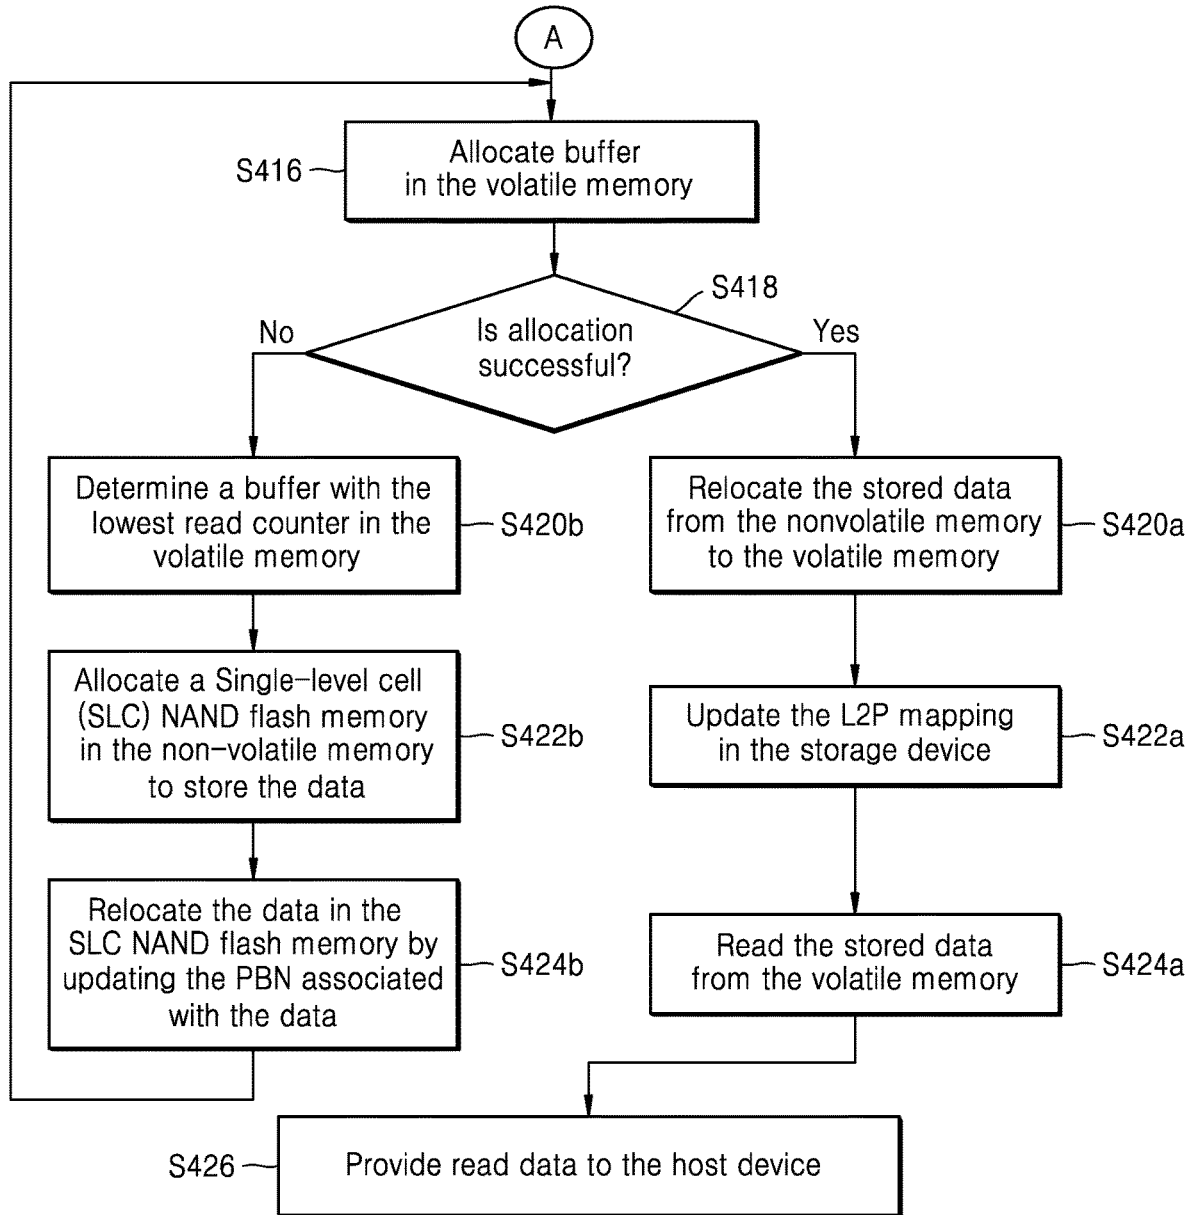 A
S416
Allocate buffer
in the volatile memory
S418
Is allocation
successful?
No
Yes
Determine a buffer with the
lowest read counter in the
volatile memory
S420b
Relocate the stored data
from the nonvolatile memory
to the volatile memory
S420a
Allocate a Single-level cell
(SLC) NAND flash memory
in the non-volatile memory
to store the data
S422b
Update the L2P mapping
in the storage device
S422a
Relocate the data in the
SLC NAND flash memory by
updating the PBN associated
with the data
S424b
Read the stored data
from the volatile memory
S424a
S426
Provide read data to the host device